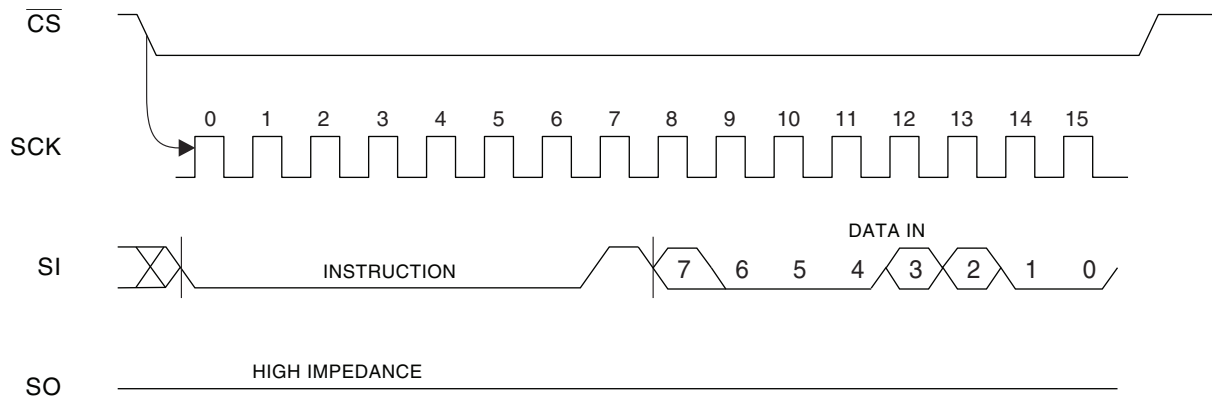 CS
0 1 2 3 4 5 6 7 8 9 10 11 12 13 14 15
SCK
DATA IN
SI INSTRUCTION 7 6 5 4 3 2 1 0
HIGH IMPEDANCE
SO